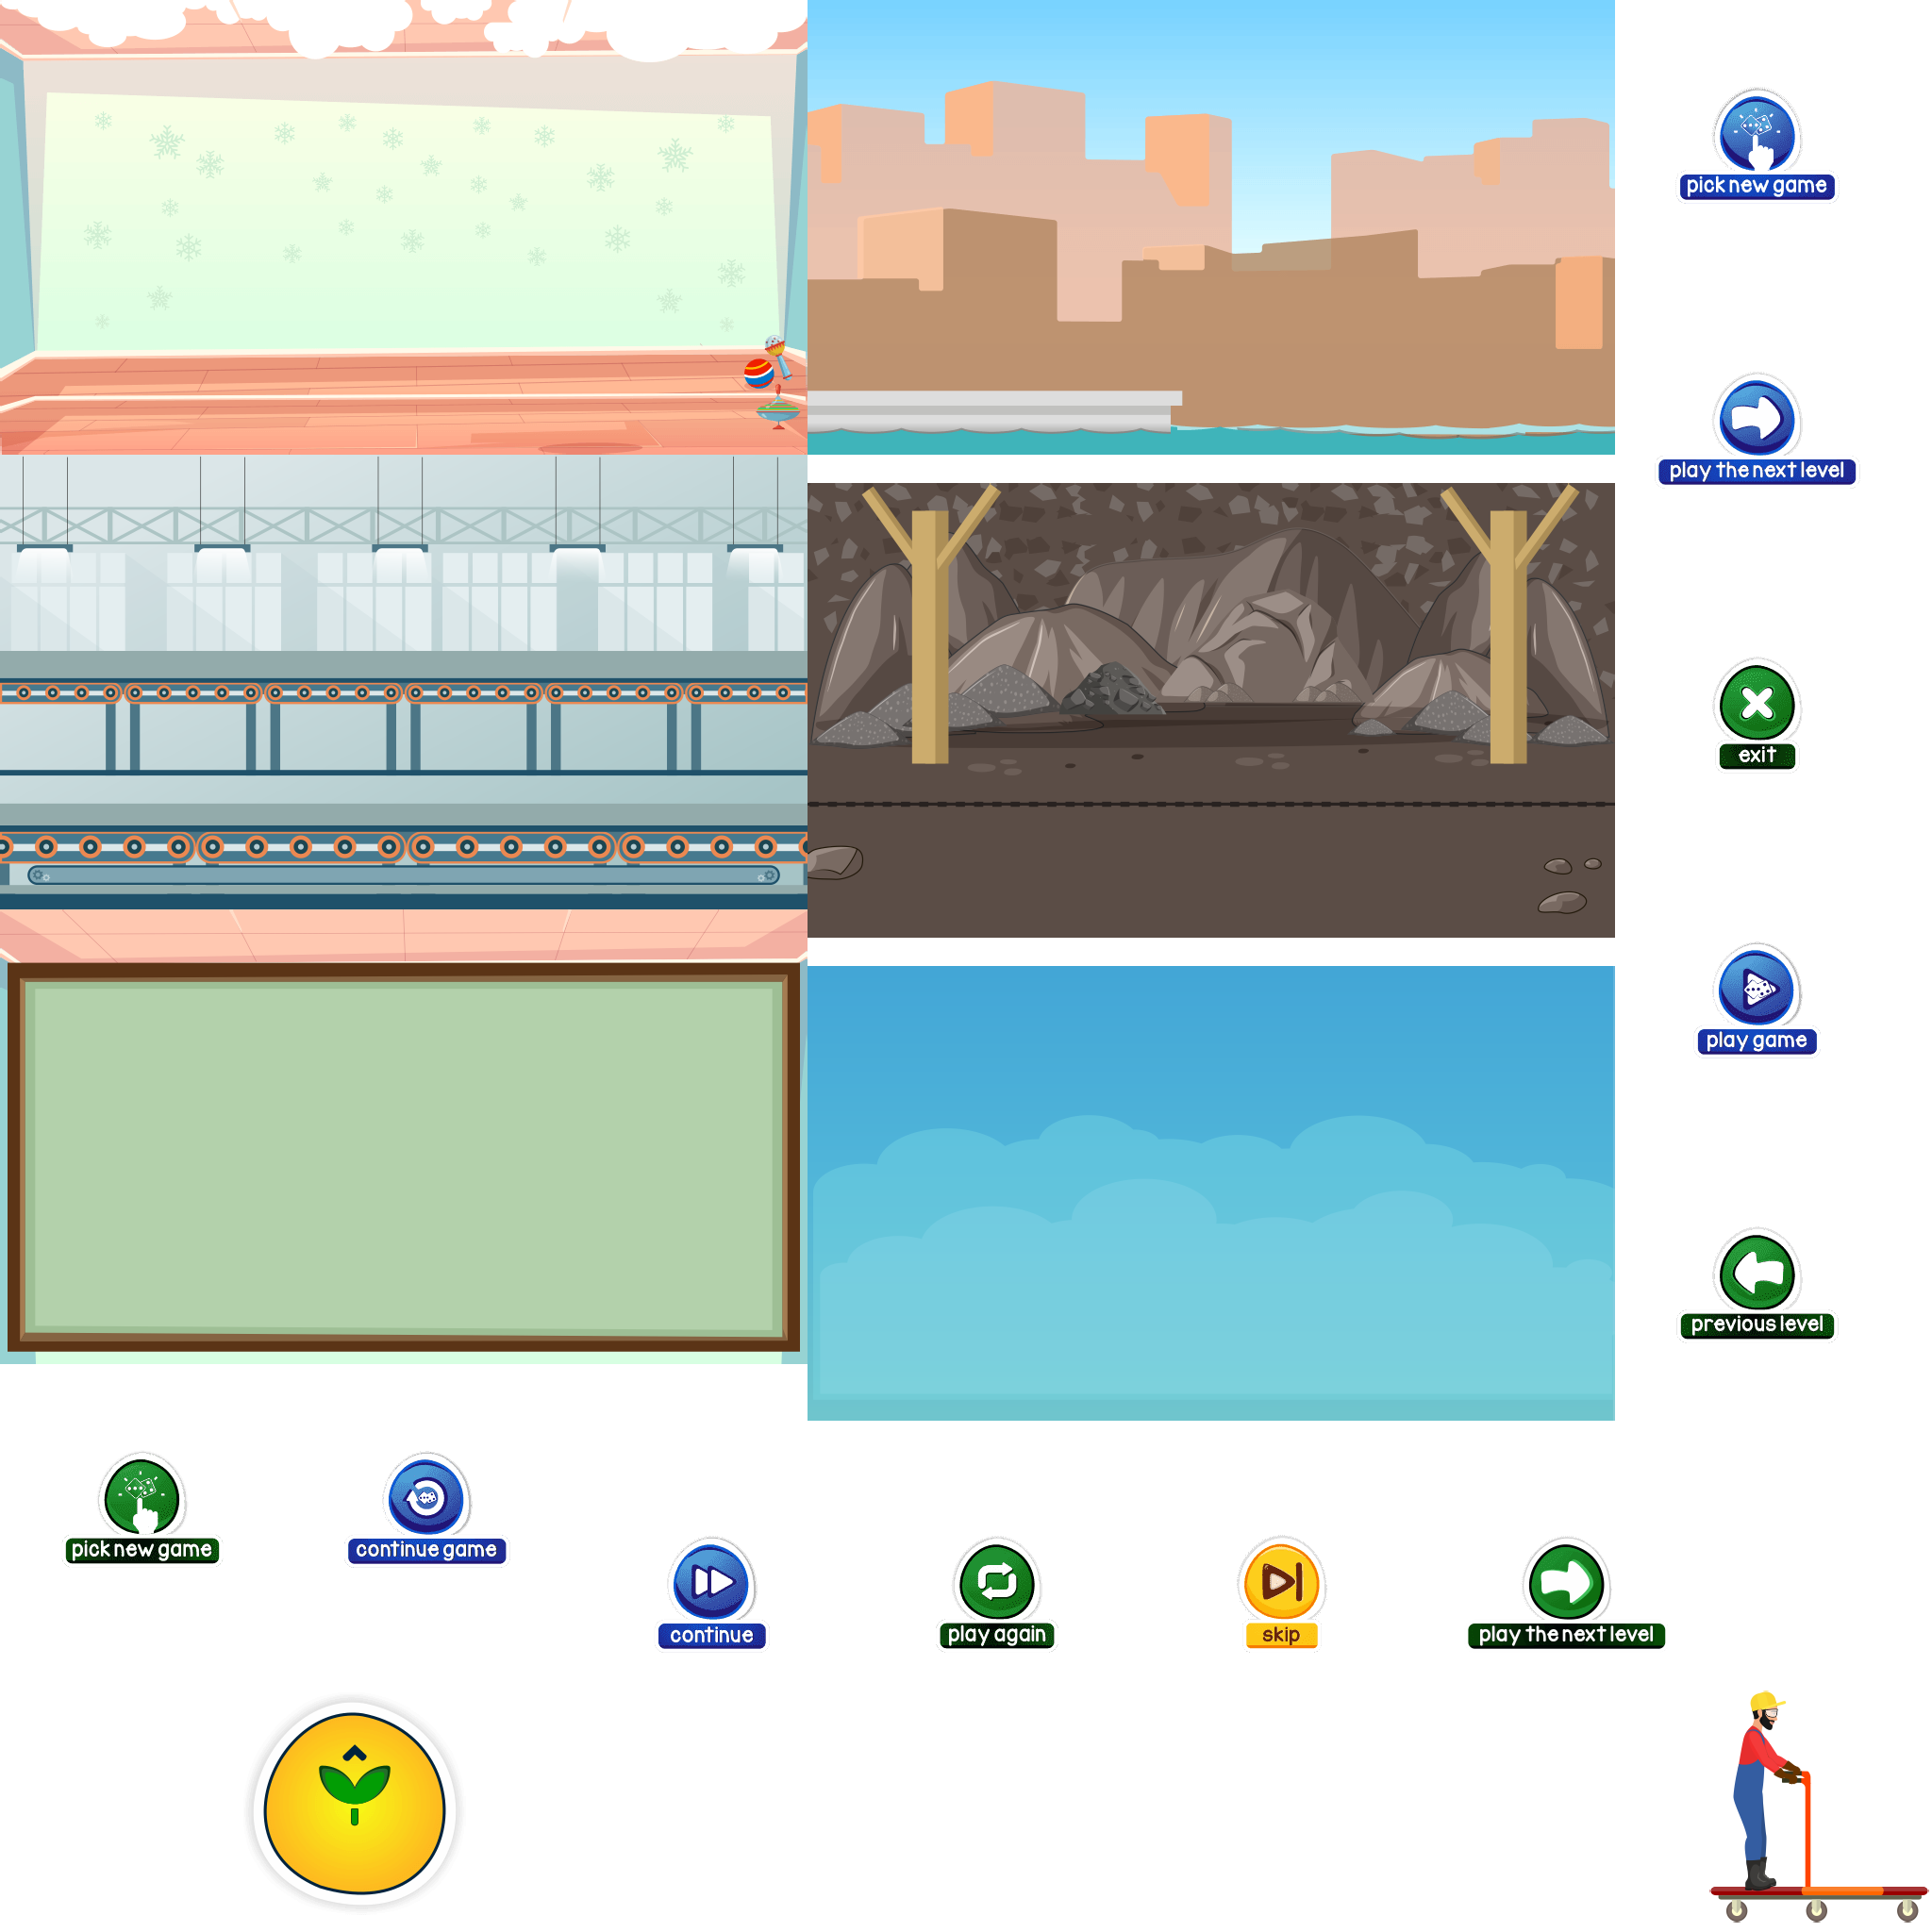 pick new game
play the next level
exit
play game
previous level
pick new game
continue game
continue
play again
skip
play the next level